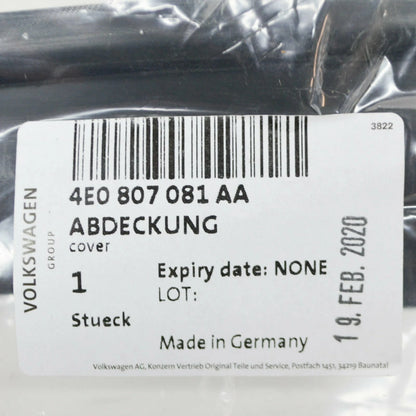 3822
4E0 807 081 AA
ABDECKUNG
cover
VOLKSWAGEN
GROUP
1
Expiry date: NONE
LOT:
Stueck
19. FEB. 2020
Made in Germany
Volkswagen AG, Konzern Vertrieb Original Teile und Service, Postfach 1451, 34219 Baunatal